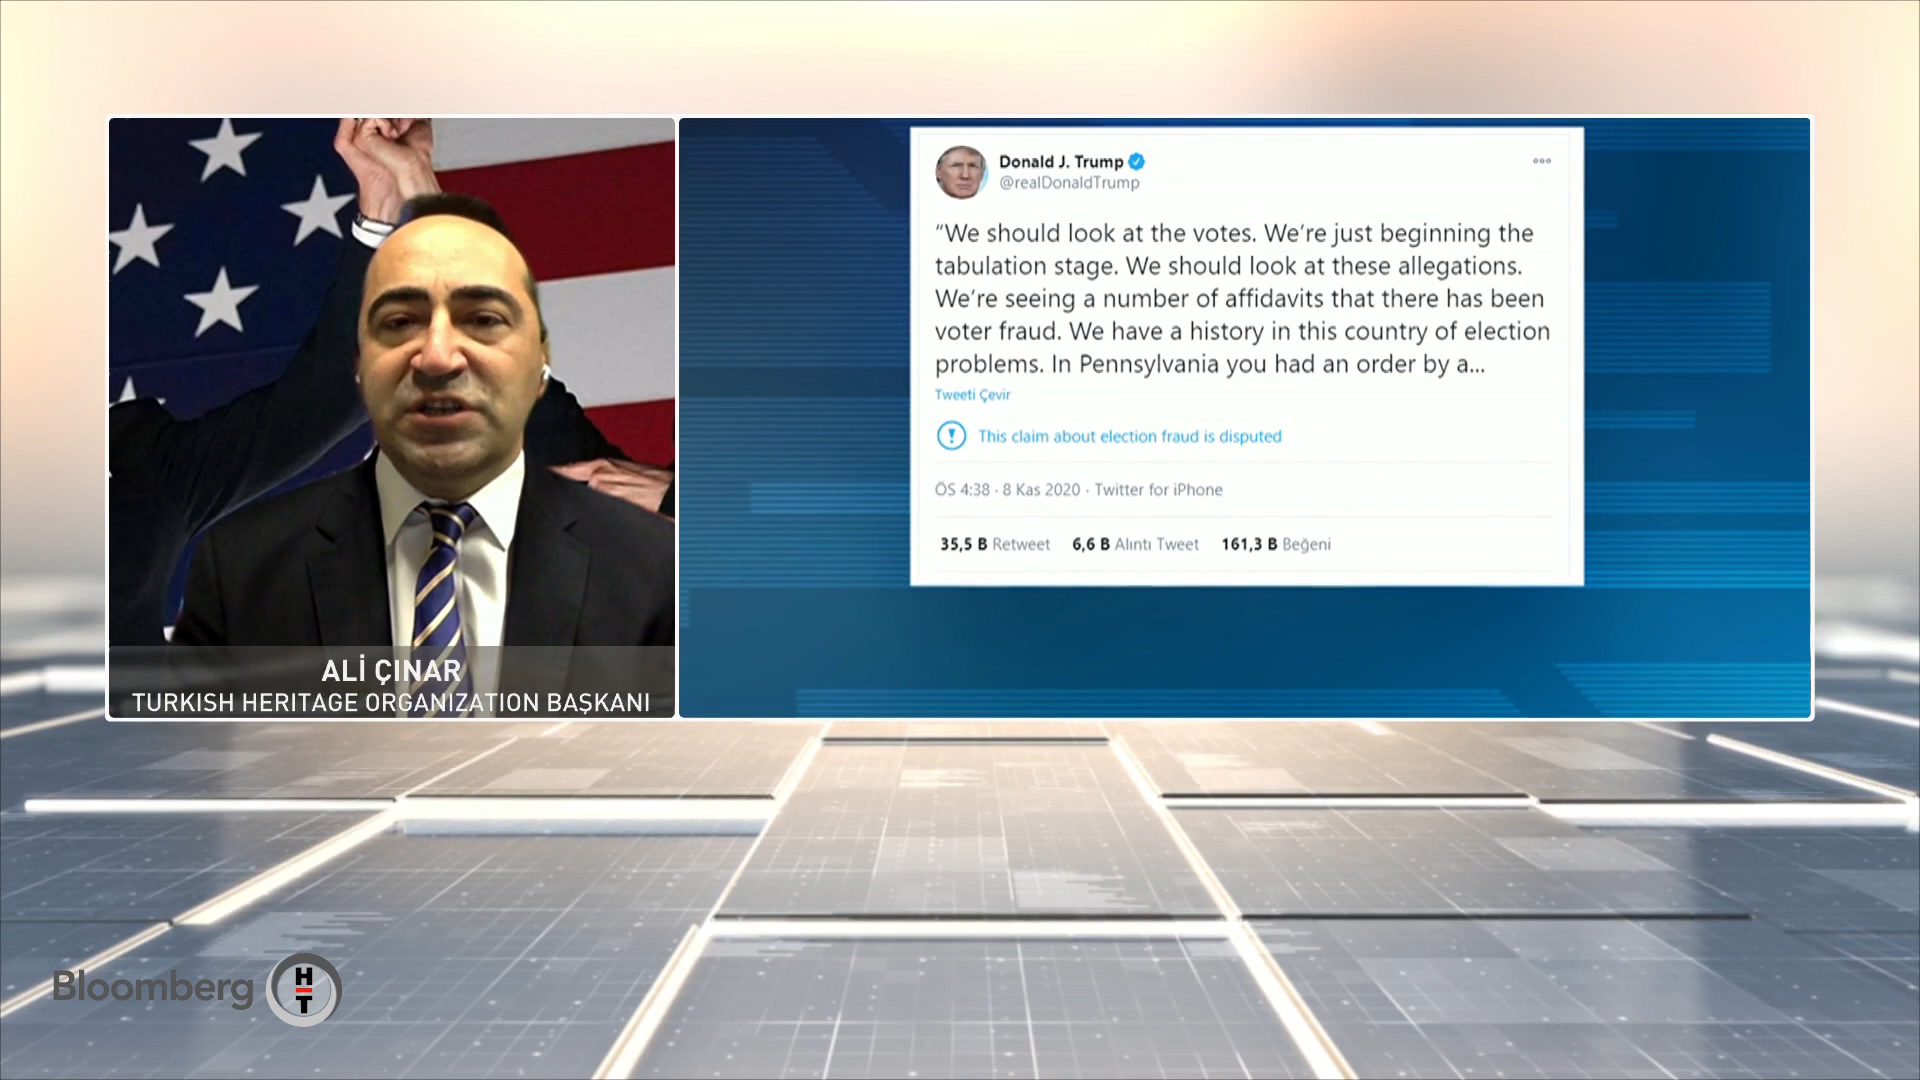 Donald J. Trump
@realDonaldTrump
“We should look at the votes. We’re just beginning the
tabulation stage. We should look at these allegations.
We’re seeing a number of affidavits that there has been
voter fraud. We have a history in this country of election
problems. In Pennsylvania you had an order by a...
Tweeti Çevir
This claim about election fraud is disputed
ÖS 4:38 · 8 Kas 2020 · Twitter for iPhone
35,5 B Retweet 6,6 B Alıntı Tweet 161,3 B Beğeni
ALİ ÇINAR
TURKISH HERITAGE ORGANIZATION BAŞKANI
Bloomberg HT